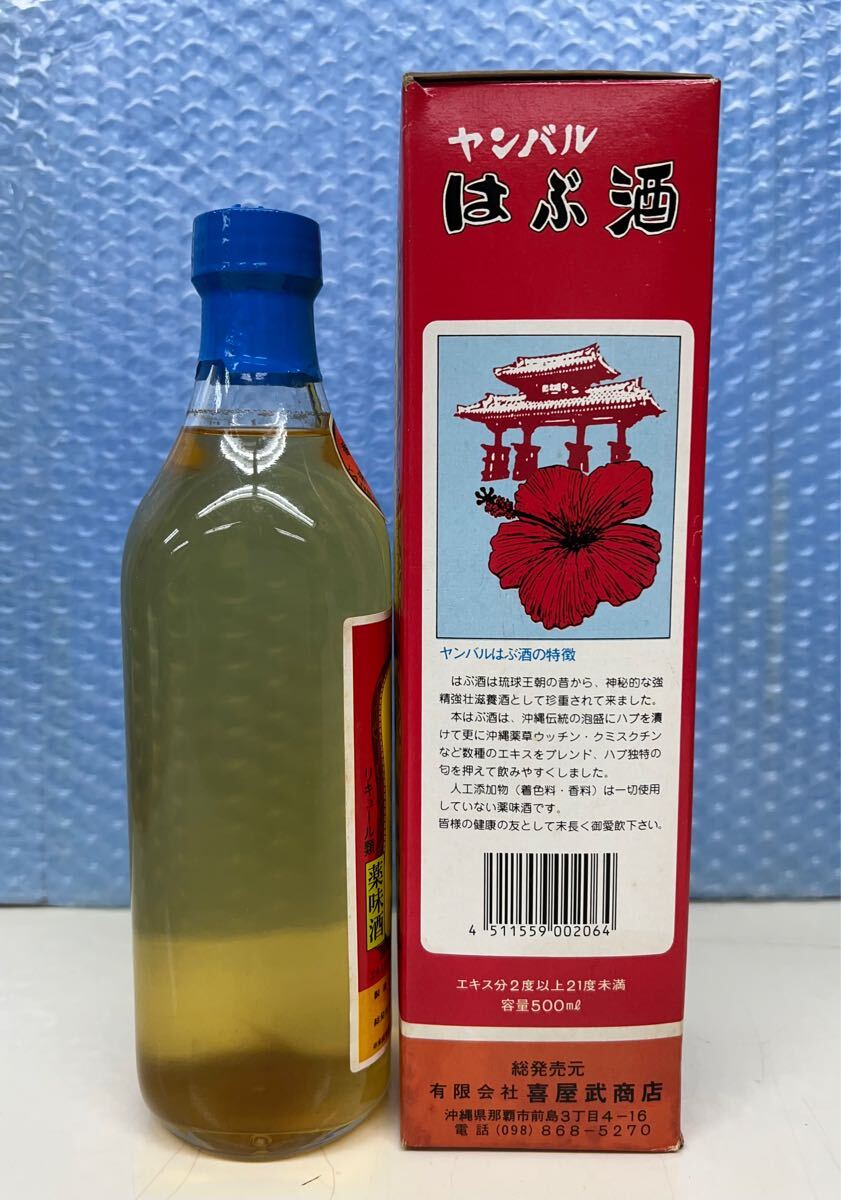 ヤンバル
はぶ酒
ヤンバルはぶ酒の特徴
はぶ酒は琉球王朝の昔から、神秘的な強
精強壮滋養酒として珍重されて来ました。
本はぶ酒は、沖縄伝統の泡盛にハブを漬
けて更に沖縄薬草ウッチン・クミスクチン
など数種のエキスをブレンド、ハブ独特の
匂を押えて飲みやすくしました。
人工添加物（着色料・香料）は一切使用
していない薬味酒です。
皆様の健康の友として末長く御愛飲下さい。
4 511559 002064
エキス分2度以上21度未満
容量500ml
総発売元
有限会社 喜屋武商店
沖縄県那覇市前島3丁目4-16
電話 (098) 868-5270
リキュール類
薬味酒